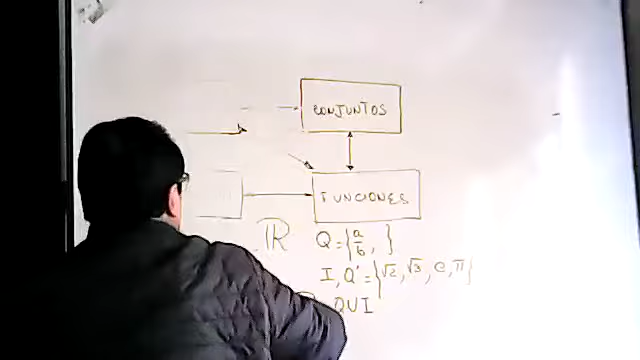 CONJUNTOS
FUNCIONES
ℝ Q={a/b, }
I, Q'={√2, √3, e, π}
QUI